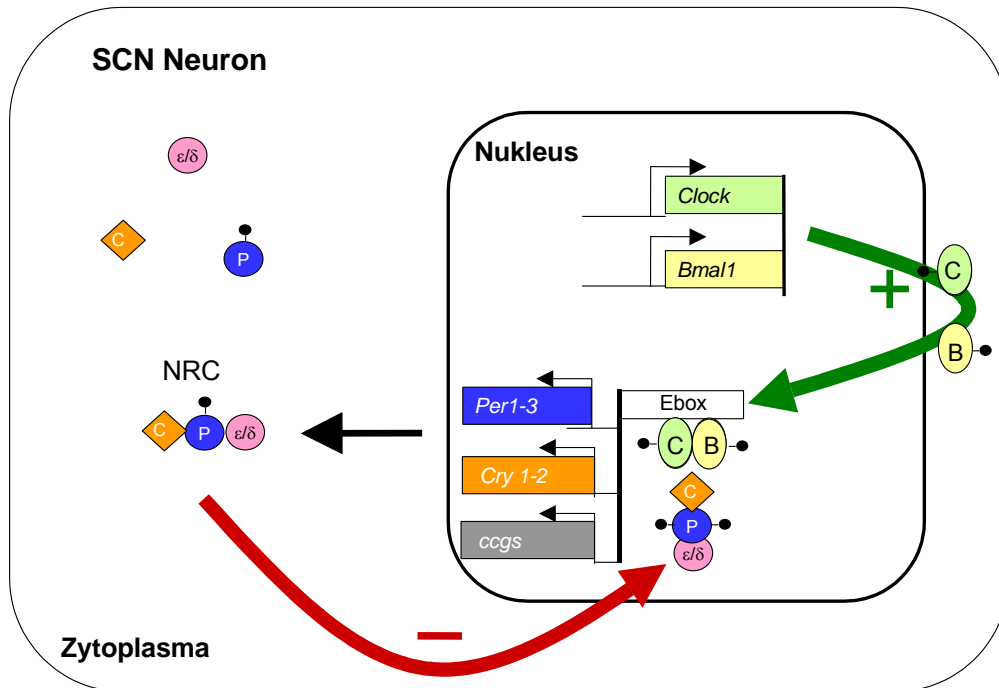 SCN Neuron
Nukleus
ε/δ
Clock
C
P
Bmal1
+
C
B
NRC
Per1-3
Ebox
C P ε/δ
C B
Cry 1-2
C
P
ccgs
ε/δ
−
Zytoplasma